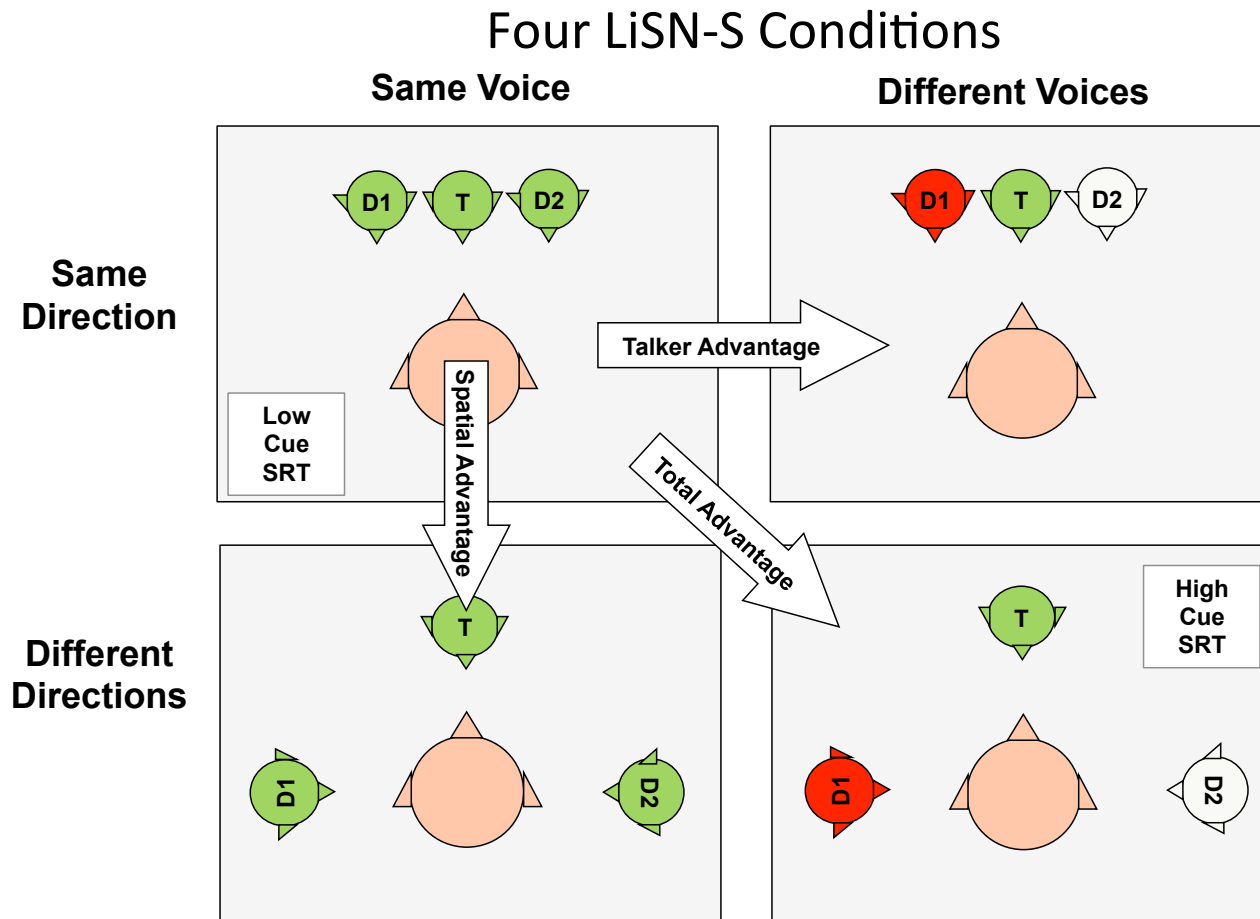 Four LiSN-S Conditions
Same Voice
Different Voices
Same
Direction
D1
T
D2
D1
T
D2
Talker Advantage
Spatial Advantage
Low
Cue
SRT
Total Advantage
Different
Directions
T
D1
D2
T
High
Cue
SRT
D1
D2